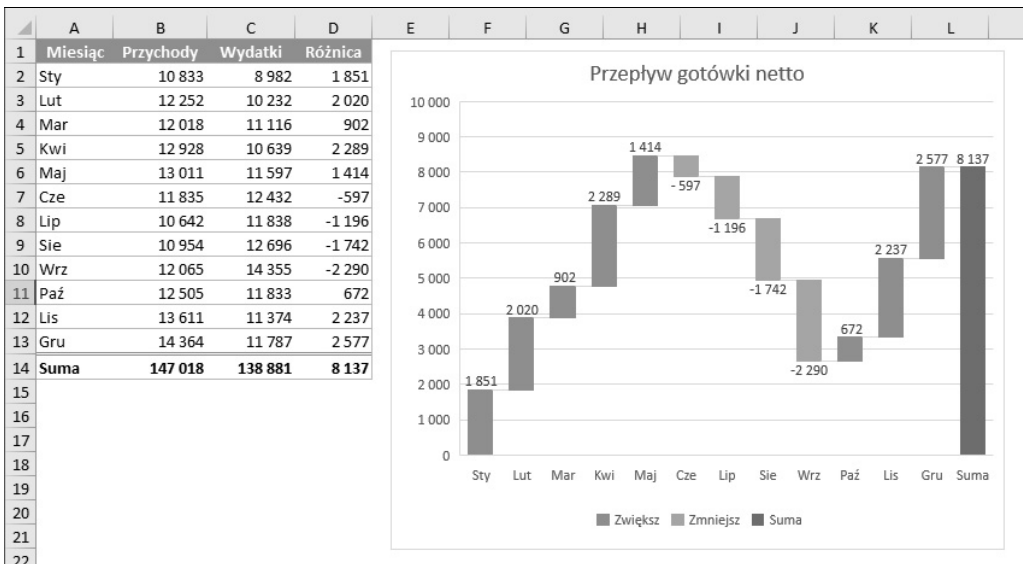 A B C D E F G H I J K L
1 Miesiąc Przychody Wydatki Różnica
2 Sty 10 833 8 982 1 851
3 Lut 12 252 10 232 2 020
4 Mar 12 018 11 116 902
5 Kwi 12 928 10 639 2 289
6 Maj 13 011 11 597 1 414
7 Cze 11 835 12 432 -597
8 Lip 10 642 11 838 -1 196
9 Sie 10 954 12 696 -1 742
10 Wrz 12 065 14 355 -2 290
11 Paź 12 505 11 833 672
12 Lis 13 611 11 374 2 237
13 Gru 14 364 11 787 2 577
14 Suma 147 018 138 881 8 137
15
16
17
18
19
20
21
22
Przepływ gotówki netto
10 000
9 000
8 000
7 000
6 000
5 000
4 000
3 000
2 000
1 000
0
1 851
2 020
902
2 289
1 414
- 597
-1 196
-1 742
-2 290
672
2 237
2 577 8 137
Sty Lut Mar Kwi Maj Cze Lip Sie Wrz Paź Lis Gru Suma
Zwiększ Zmniejsz Suma